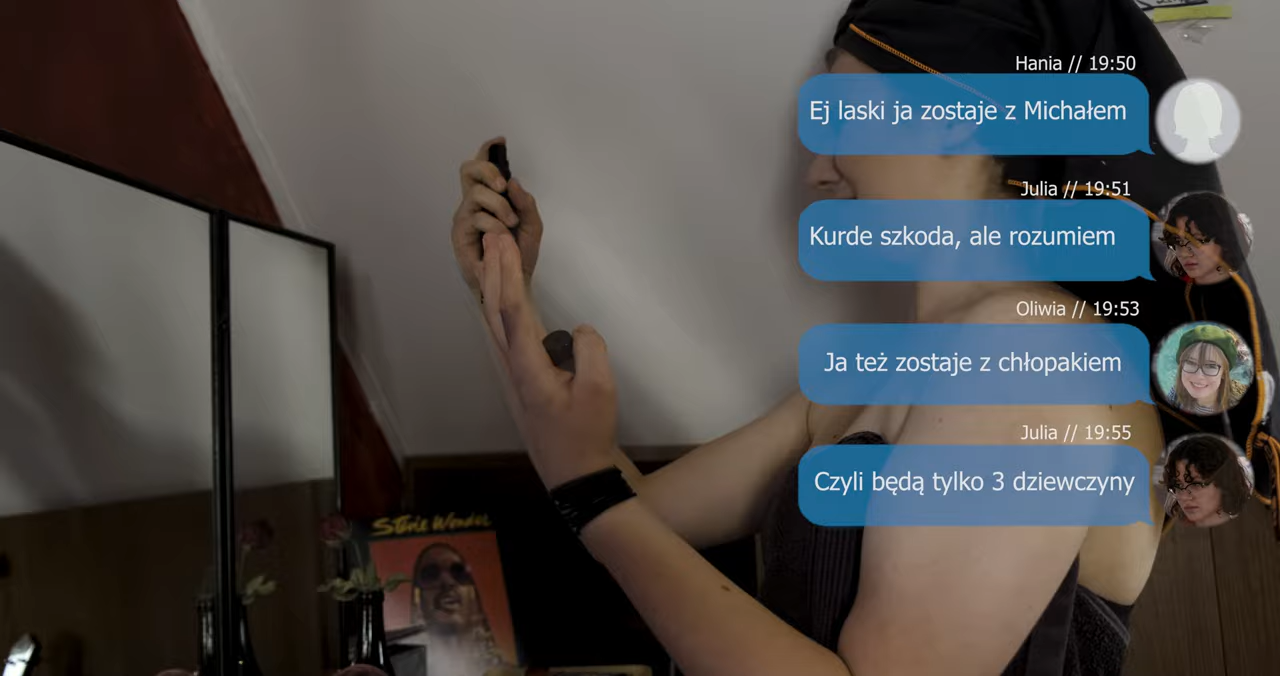 Hania // 19:50
Ej laski ja zostaje z Michałem
Julia // 19:51
Kurde szkoda, ale rozumiem
Oliwia // 19:53
Ja też zostaje z chłopakiem
Julia // 19:55
Czyli będą tylko 3 dziewczyny
Stevie Wonder